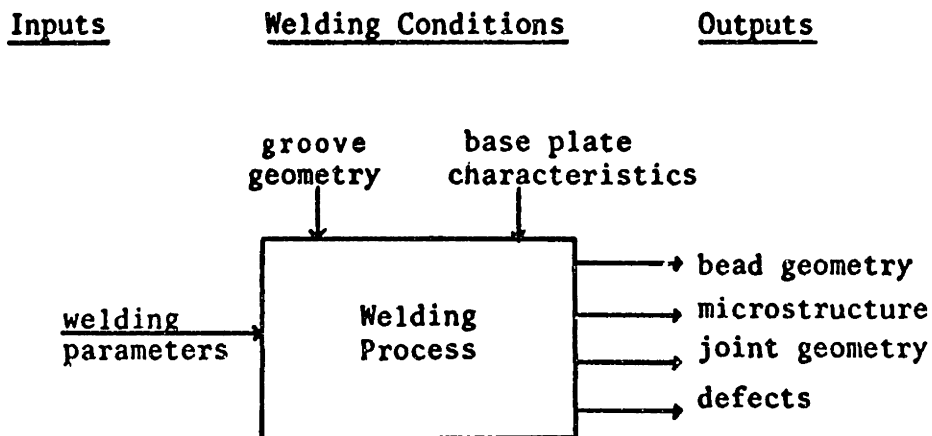 Inputs Welding Conditions Outputs
groove geometry
base plate characteristics
welding parameters
Welding Process
bead geometry
microstructure
joint geometry
defects